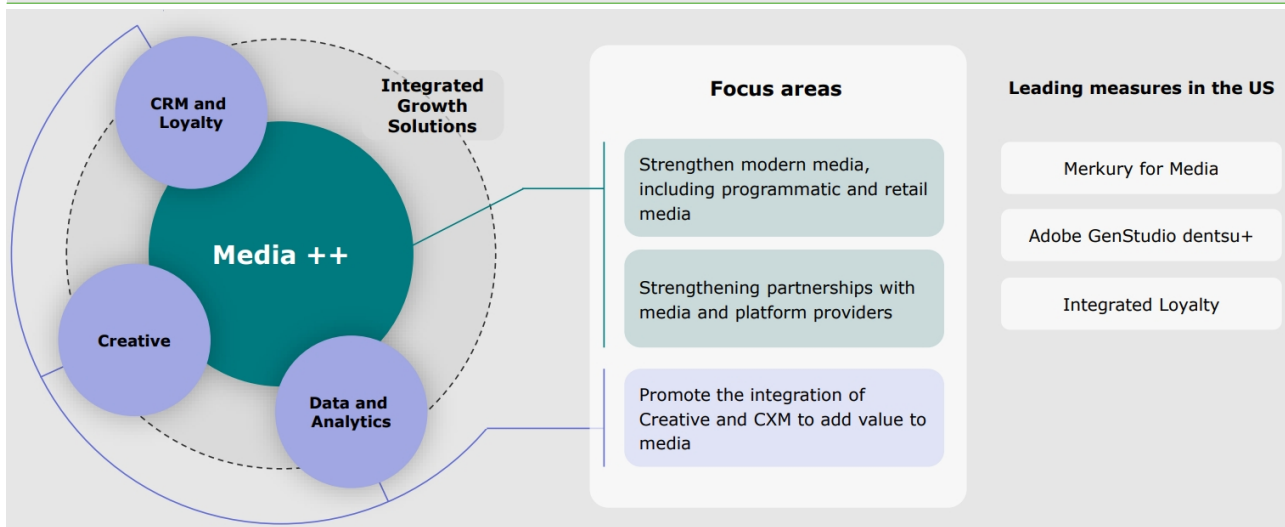 CRM and
Loyalty
Integrated
Growth
Solutions
Media ++
Creative
Data and
Analytics
Focus areas
Strengthen modern media,
including programmatic and retail
media
Strengthening partnerships with
media and platform providers
Promote the integration of
Creative and CXM to add value to
media
Leading measures in the US
Merkury for Media
Adobe GenStudio dentsu+
Integrated Loyalty